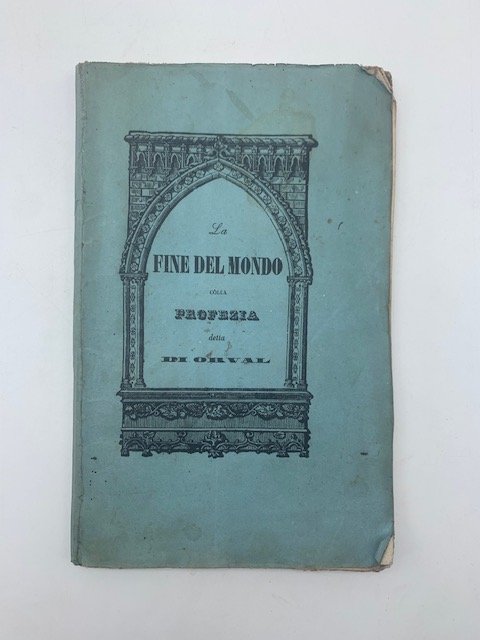 La
FINE DEL MONDO
COLLA
PROFEZIA
detta
DI ORVAL